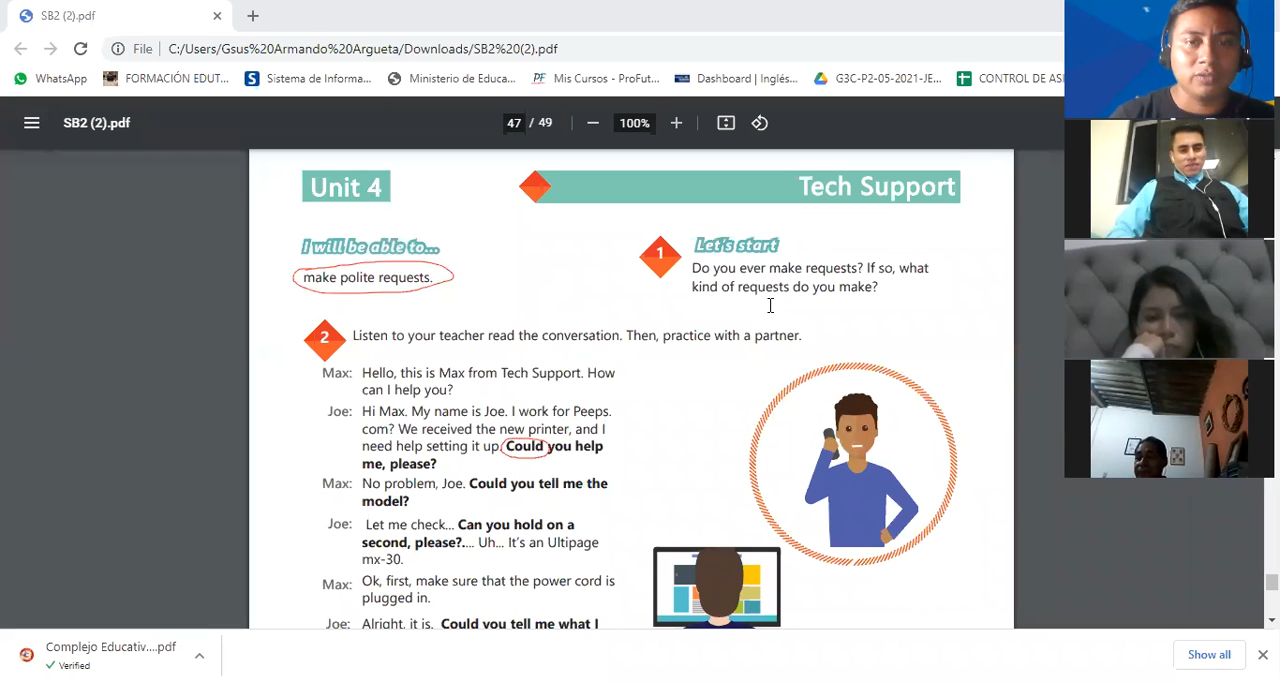 SB2 (2).pdf
File
C:/Users/Gsus%20Armando%20Argueta/Downloads/SB2%20(2).pdf
WhatsApp
FORMACIÓN EDUT...
Sistema de Informa...
Ministerio de Educa...
Mis Cursos - ProFut...
Dashboard | Inglés...
G3C-P2-05-2021-JE...
CONTROL DE ASI
SB2 (2).pdf
47 / 49
100%
Unit 4
Tech Support
I will be able to...
make polite requests.
1
Let's start
Do you ever make requests? If so, what
kind of requests do you make?
2
Listen to your teacher read the conversation. Then, practice with a partner.
Max: Hello, this is Max from Tech Support. How
can I help you?
Joe: Hi Max. My name is Joe. I work for Peeps.
com? We received the new printer, and I
need help setting it up. Could you help
me, please?
Max: No problem, Joe. Could you tell me the
model?
Joe: Let me check... Can you hold on a
second, please?.... Uh... It's an Ultipage
mx-30.
Max: Ok, first, make sure that the power cord is
plugged in.
Joe: Alright, it is. Could you tell me what I
Complejo Educativ....pdf
Verified
Show all